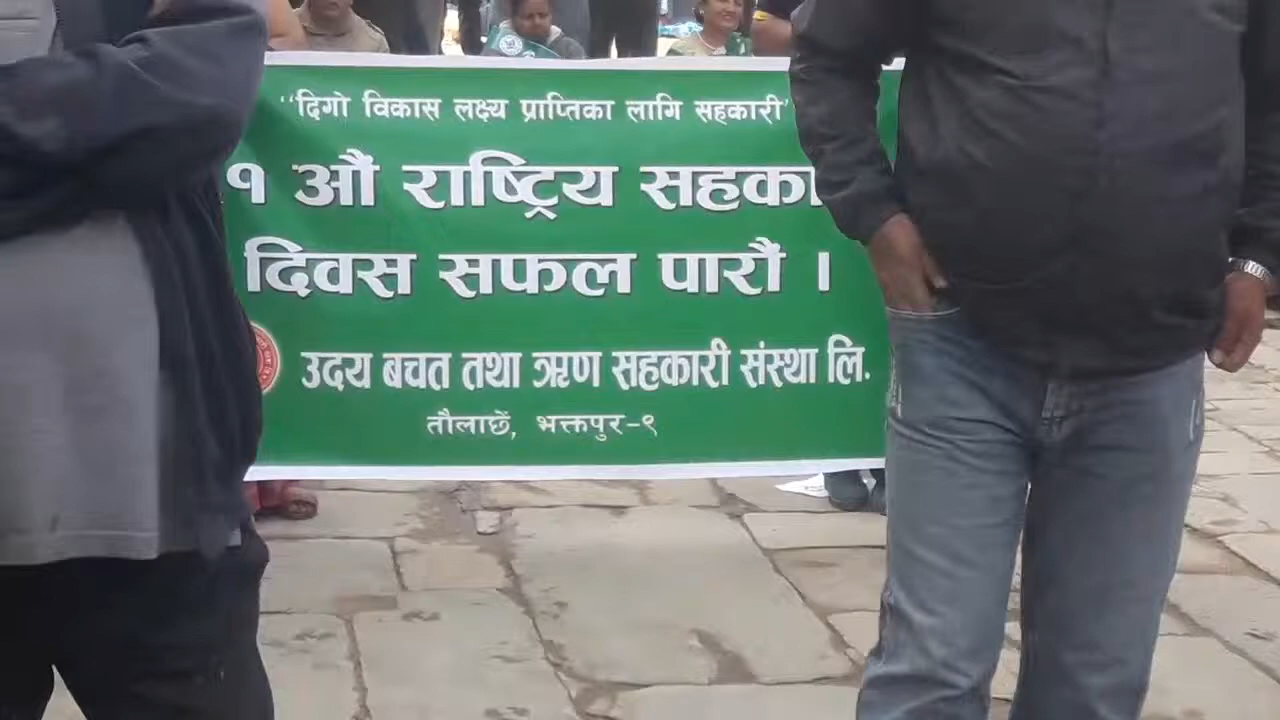 "दिगो विकास लक्ष्य प्राप्तिका लागि सहकारी"
१ औं राष्ट्रिय सहका
दिवस सफल पारौं ।
उदय बचत तथा ऋण सहकारी संस्था लि.
तौलाछें, भक्तपुर-९